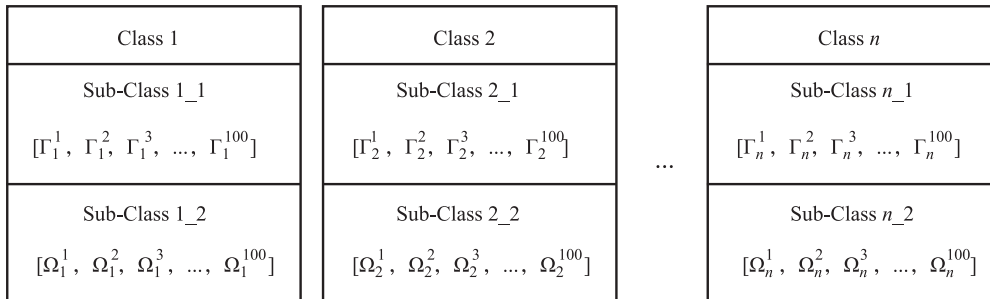 Class 1
Sub-Class 1_1
[Γ₁¹, Γ₁², Γ₁³, ..., Γ₁¹⁰⁰]
Sub-Class 1_2
[Ω₁¹, Ω₁², Ω₁³, ..., Ω₁¹⁰⁰]
Class 2
Sub-Class 2_1
[Γ₂¹, Γ₂², Γ₂³, ..., Γ₂¹⁰⁰]
Sub-Class 2_2
[Ω₂¹, Ω₂², Ω₂³, ..., Ω₂¹⁰⁰]
...
Class n
Sub-Class n_1
[Γₙ¹, Γₙ², Γₙ³, ..., Γₙ¹⁰⁰]
Sub-Class n_2
[Ωₙ¹, Ωₙ², Ωₙ³, ..., Ωₙ¹⁰⁰]